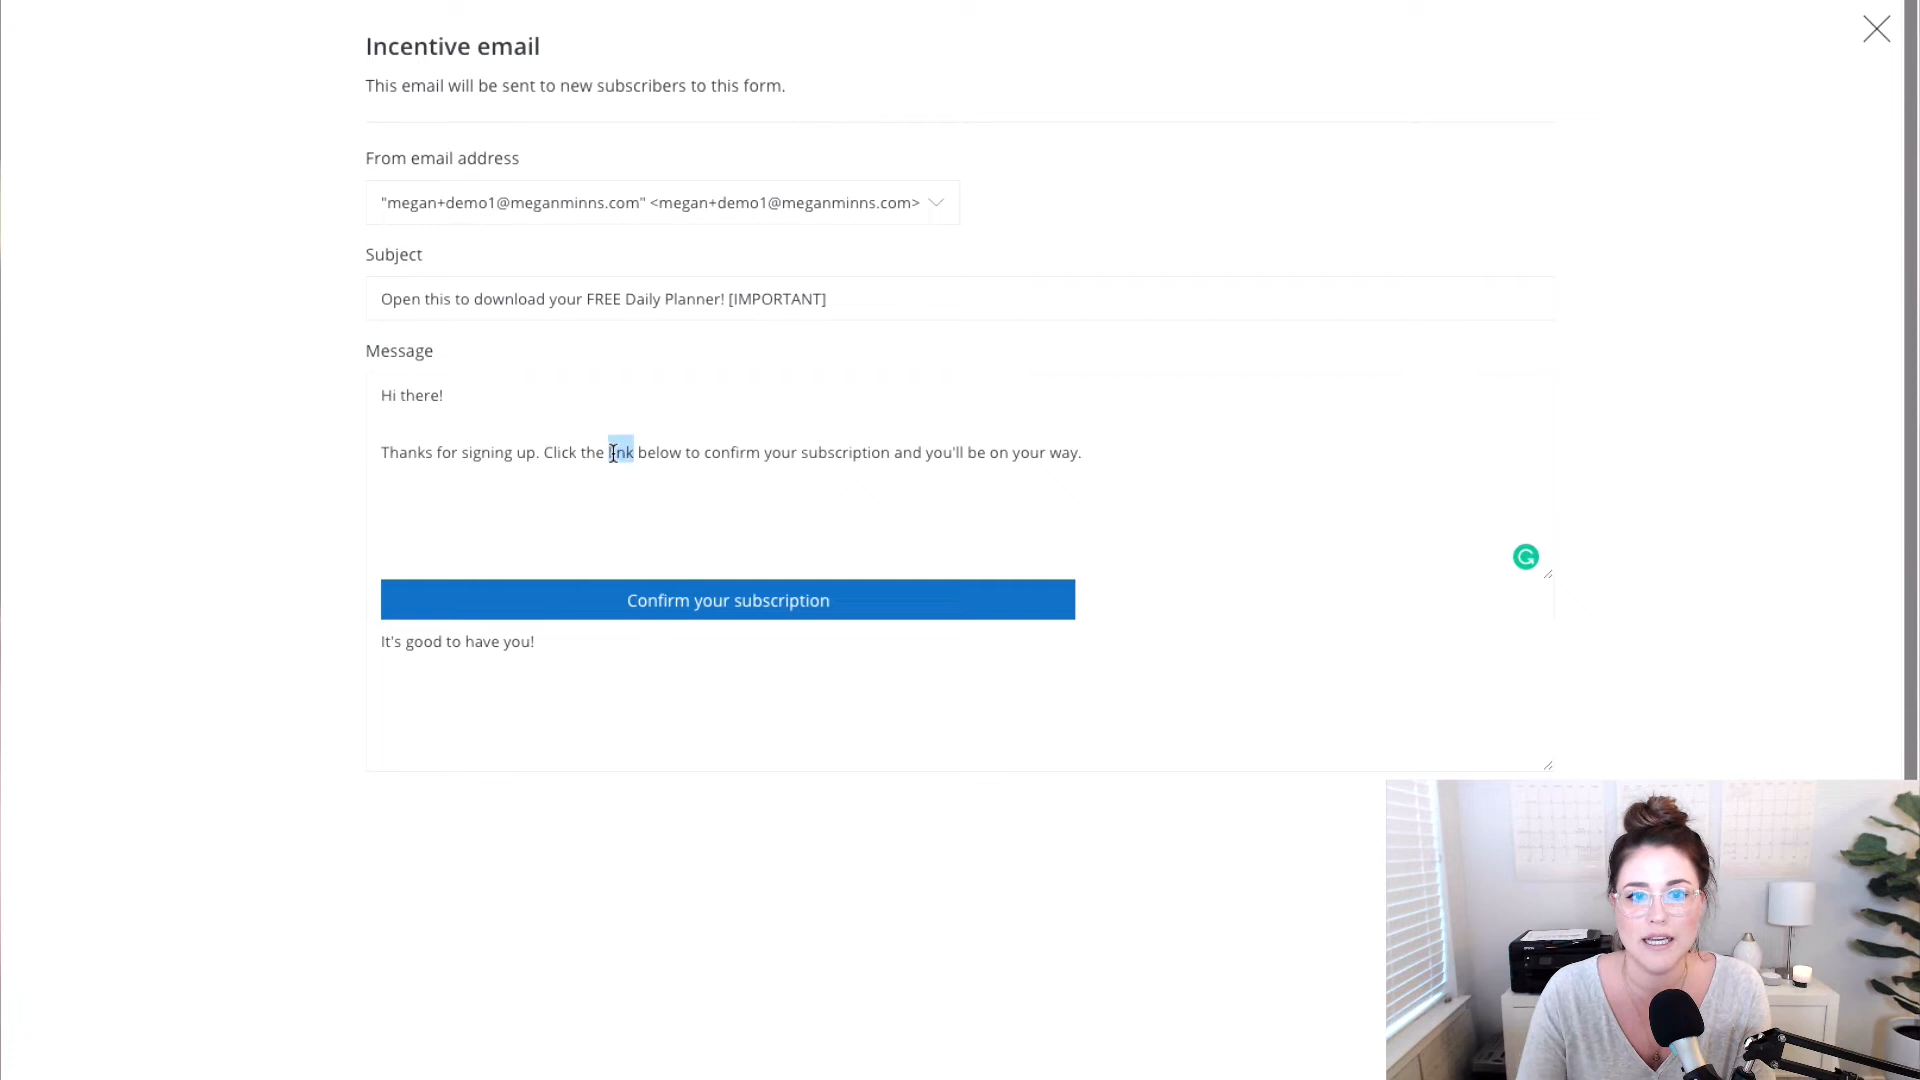 Incentive email
This email will be sent to new subscribers to this form.
From email address
"megan+demo1@meganminns.com" <megan+demo1@meganminns.com>
Subject
Open this to download your FREE Daily Planner! [IMPORTANT]
Message
Hi there!
Thanks for signing up. Click the link below to confirm your subscription and you'll be on your way.
Confirm your subscription
It's good to have you!